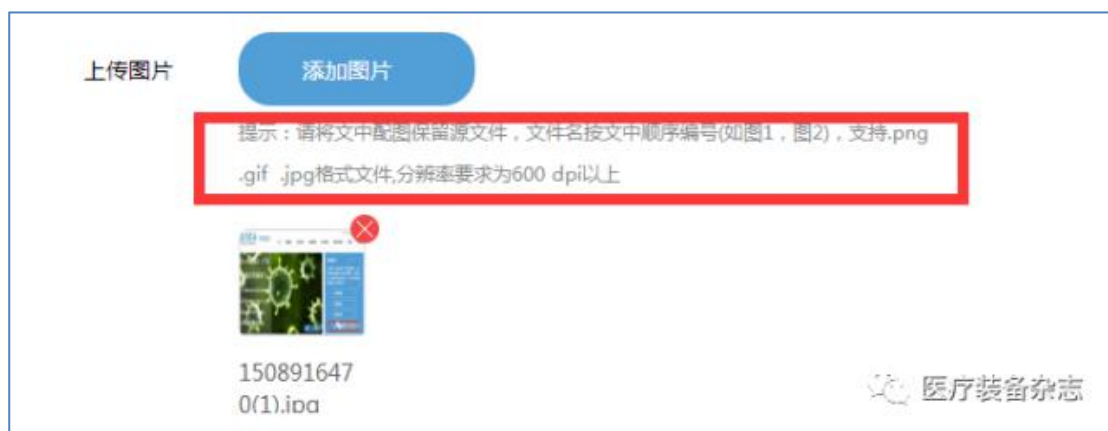 上传图片
添加图片
提示：请将文中配图保留源文件，文件名按文中顺序编号(如图1，图2)，支持.png
.gif .jpg格式文件,分辨率要求为600 dpi以上
150891647
0(1).jpg
医疗装备杂志